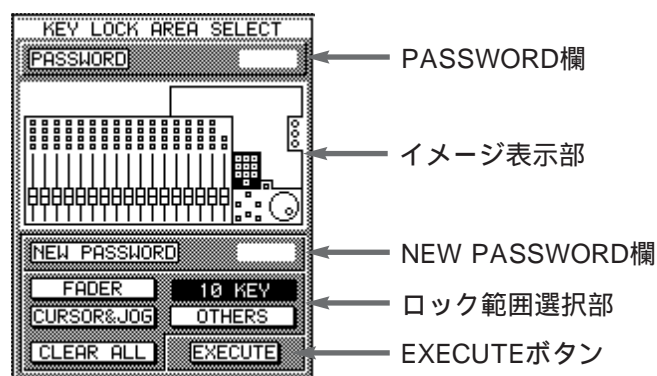 KEY LOCK AREA SELECT
PASSWORD
PASSWORD欄
イメージ表示部
NEW PASSWORD
NEW PASSWORD欄
FADER 10 KEY
CURSOR&JOG OTHERS
ロック範囲選択部
CLEAR ALL EXECUTE
EXECUTEボタン